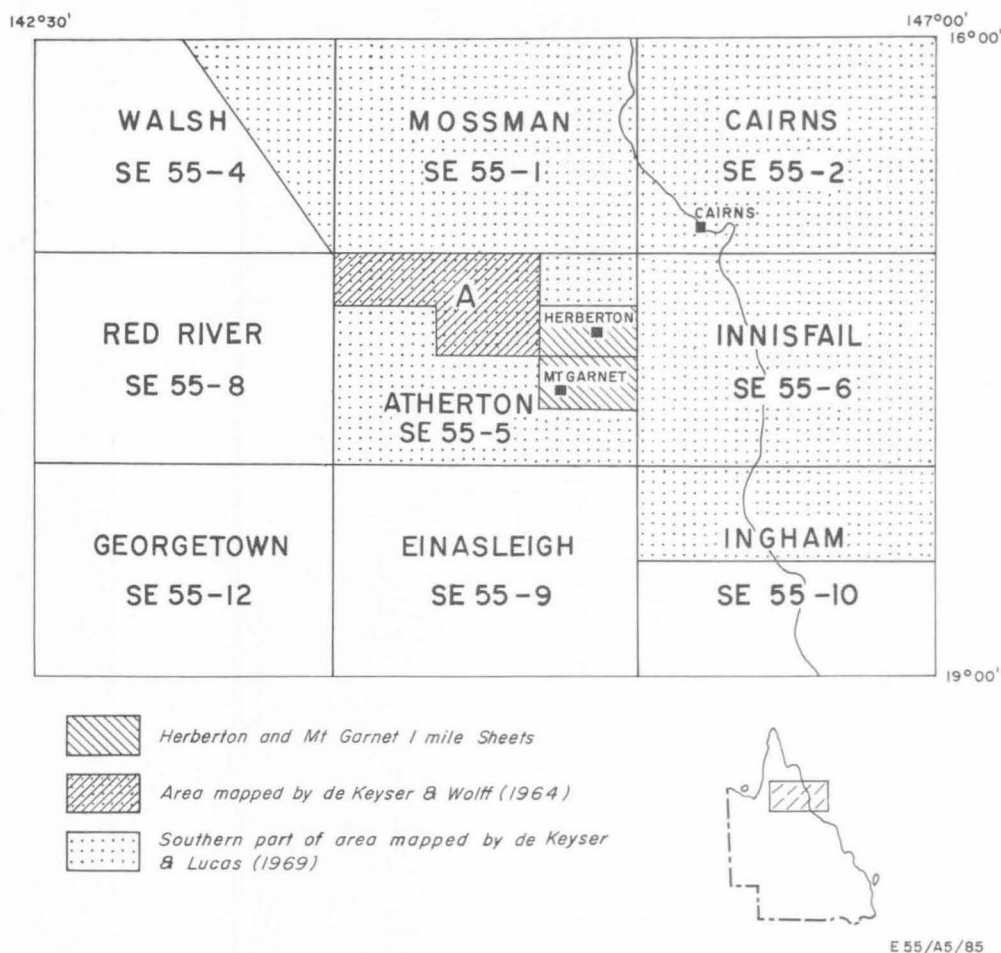 142°30'
147°00'
16°00'
WALSH
SE 55-4
MOSSMAN
SE 55-1
CAIRNS
SE 55-2
CAIRNS
RED RIVER
SE 55-8
A
HERBERTON
MT GARNET
ATHERTON
SE 55-5
INNISFAIL
SE 55-6
GEORGETOWN
SE 55-12
EINASLEIGH
SE 55-9
INGHAM
SE 55-10
19°00'
Herberton and Mt Garnet 1 mile Sheets
Area mapped by de Keyser & Wolff (1964)
Southern part of area mapped by de Keyser
& Lucas (1969)
E 55/A5/85